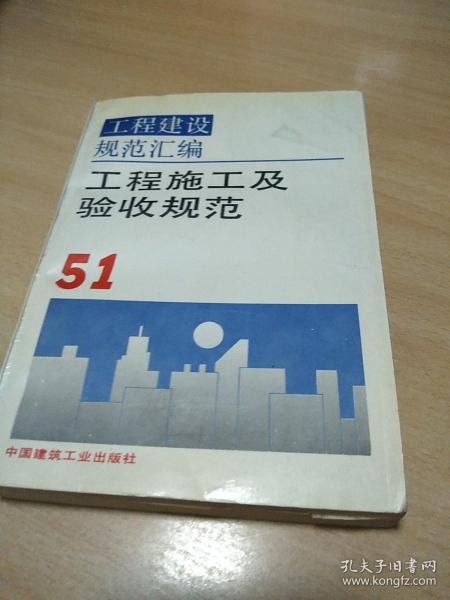 工程建设
规范汇编
工程施工及
验收规范
51
中国建筑工业出版社
孔夫子旧书网
www.kongfz.com